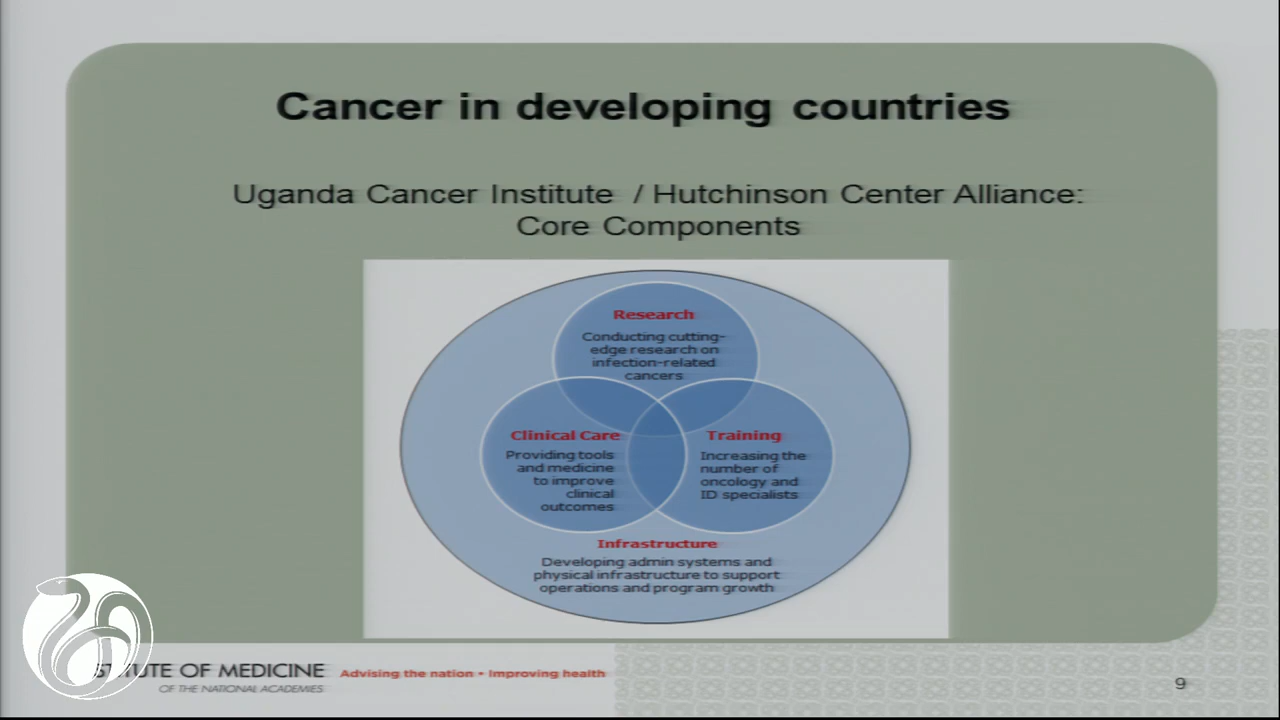 Cancer in developing countries
Uganda Cancer Institute / Hutchinson Center Alliance:
Core Components
Research
Conducting cutting-
edge research on
infection-related
cancers
Clinical Care
Providing tools
and medicine
to improve
clinical
outcomes
Training
Increasing the
number of
oncology and
ID specialists
Infrastructure
Developing admin systems and
physical infrastructure to support
operations and program growth
TITUTE OF MEDICINE
OF THE NATIONAL ACADEMIES
Advising the nation • Improving health
9